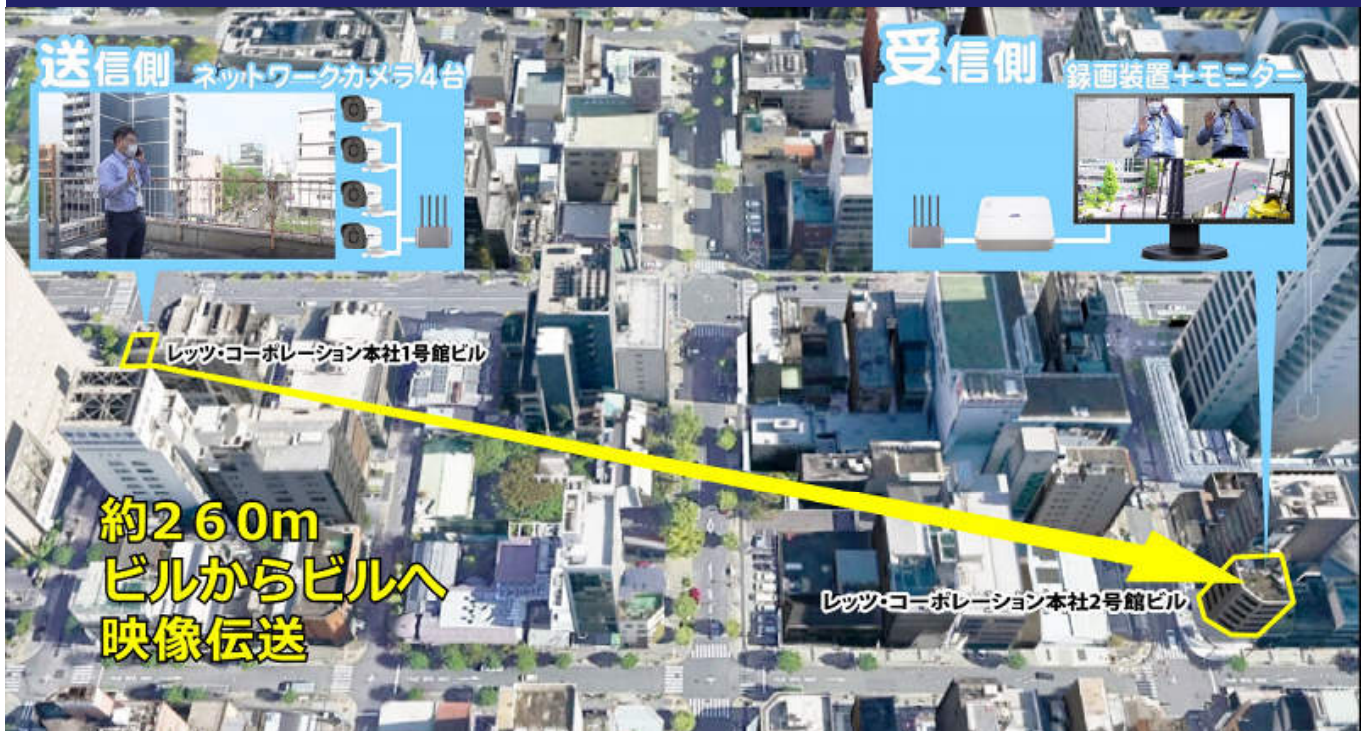 送信側 ネットワークカメラ4台
受信側 録画装置+モニター
レッツ・コーポレーション本社1号館ビル
約260m
ビルからビルへ
映像伝送
レッツ・コーポレーション本社2号館ビル